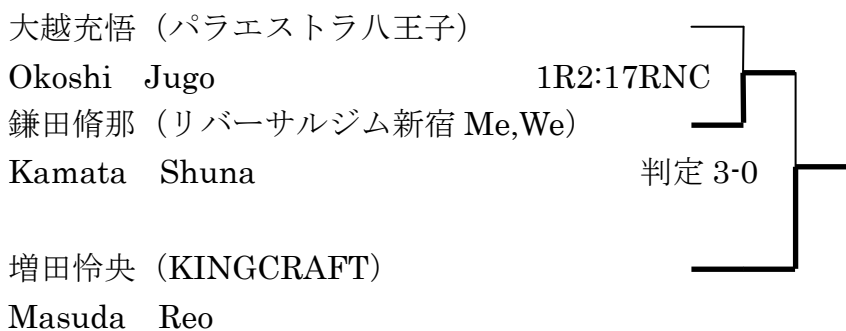 大越充悟（パラエストラ八王子）
Okoshi Jugo 1R2:17RNC
鎌田脩那（リバーサルジム新宿 Me,We）
Kamata Shuna 判定 3-0
増田怜央（KINGCRAFT）
Masuda Reo